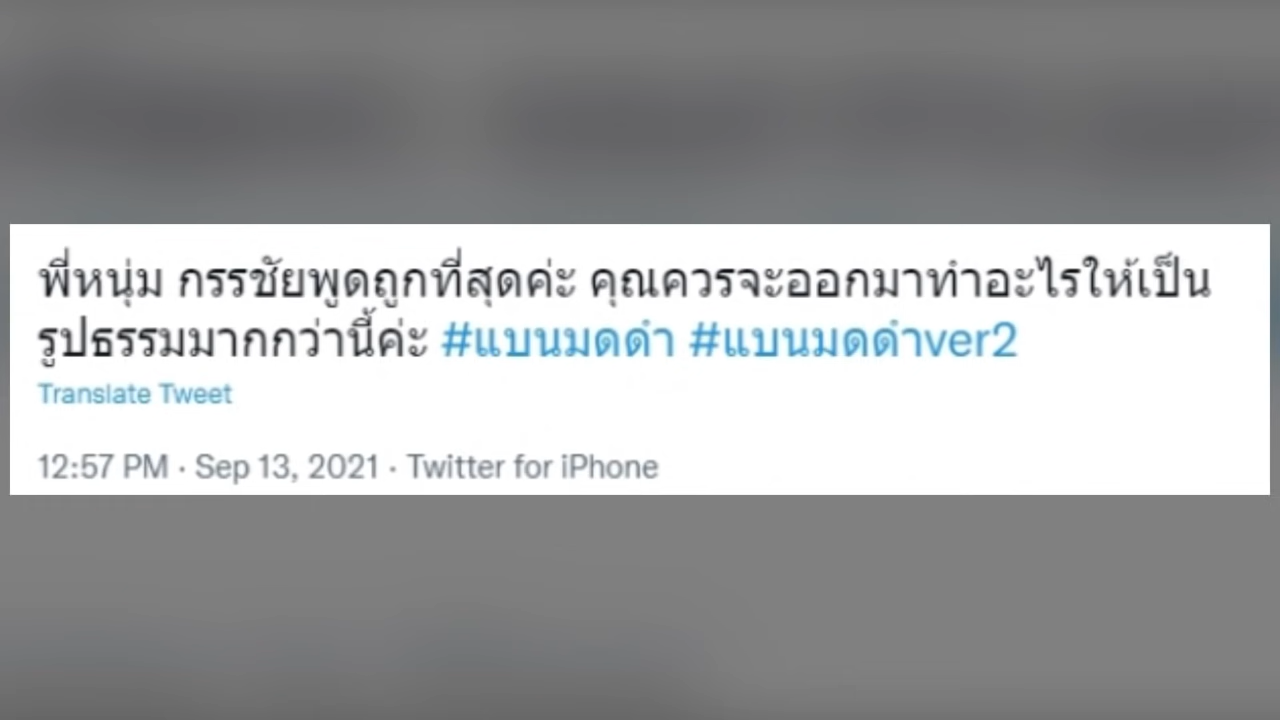 พี่หนุ่ม กรรชัยพูดถูกที่สุดค่ะ คุณควรจะออกมาทำอะไรให้เป็น
รูปธรรมมากกว่านี้ค่ะ #แบนมดดำ #แบนมดดำver2
Translate Tweet
12:57 PM · Sep 13, 2021 · Twitter for iPhone